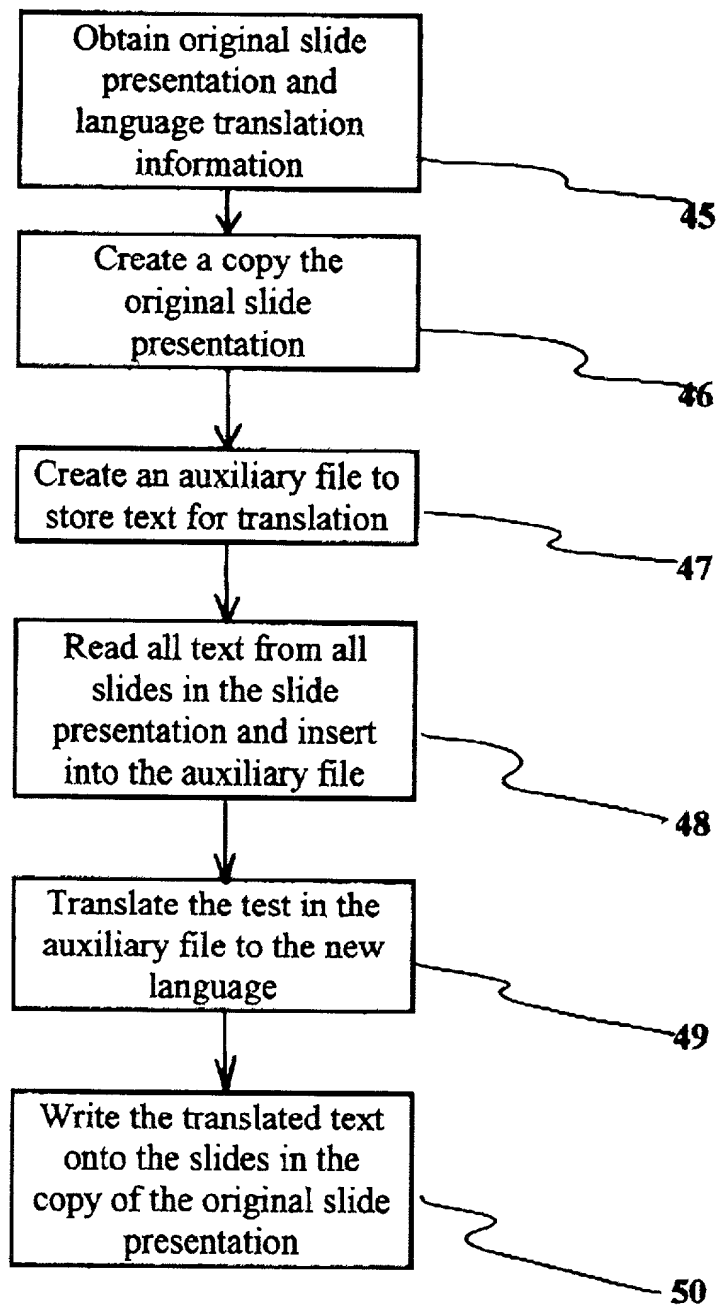 Obtain original slide
presentation and
language translation
information
45
Create a copy the
original slide
presentation
46
Create an auxiliary file to
store text for translation
47
Read all text from all
slides in the slide
presentation and insert
into the auxiliary file
48
Translate the test in the
auxiliary file to the new
language
49
Write the translated text
onto the slides in the
copy of the original slide
presentation
50